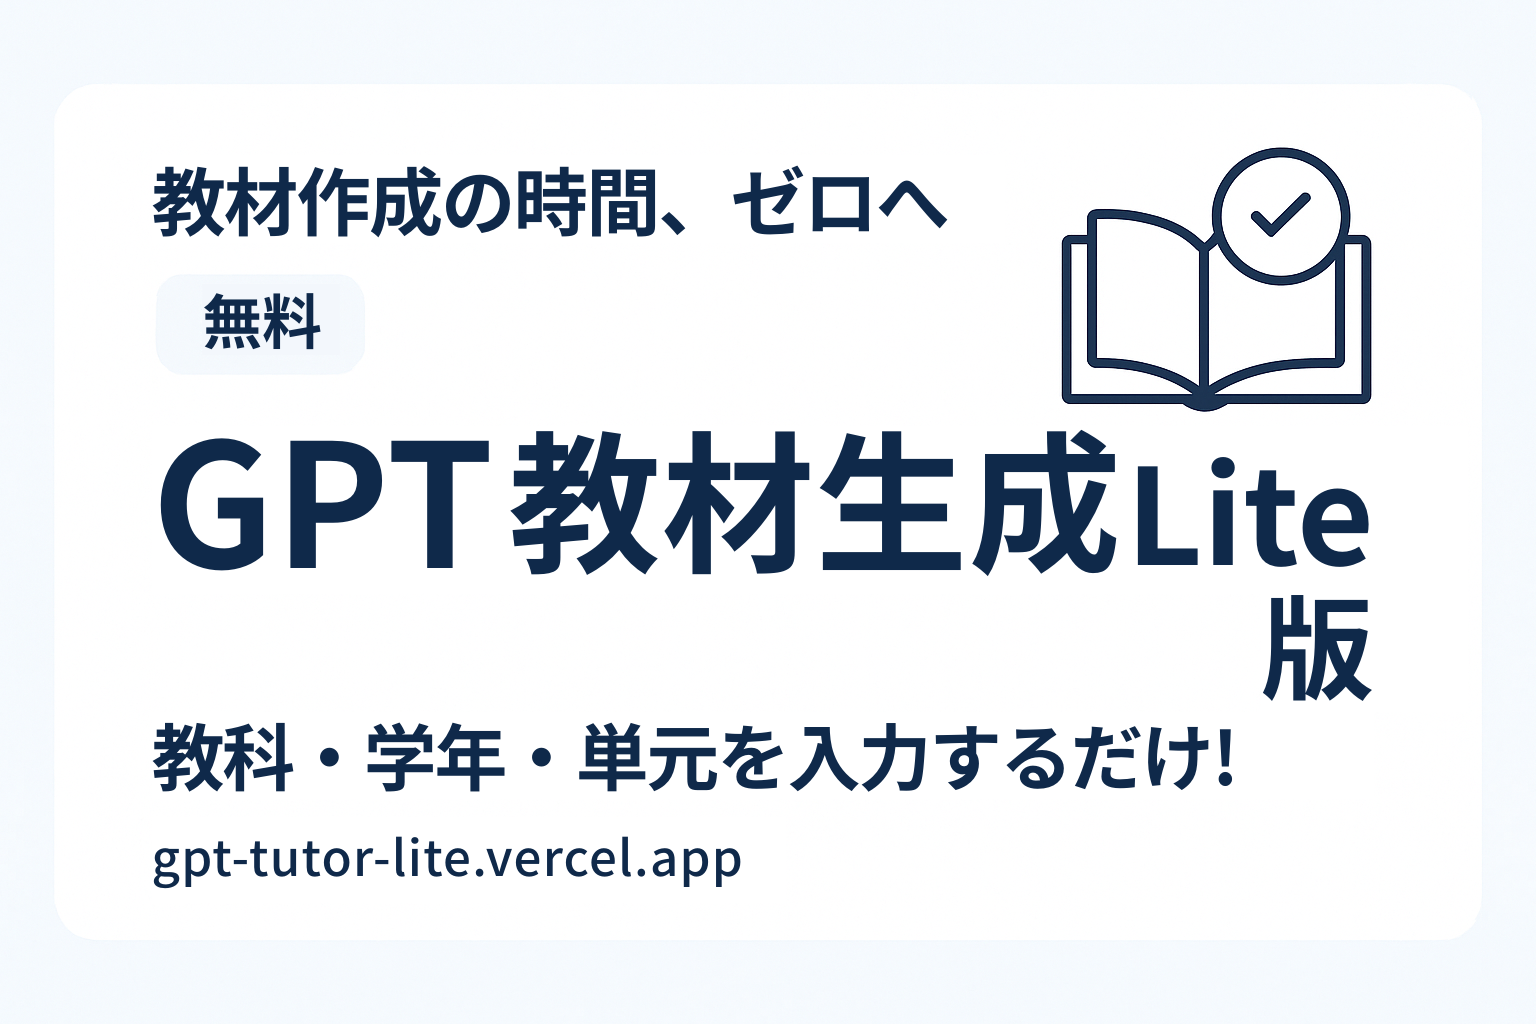 教材作成の時間、ゼロへ
無料
GPT教材生成Lite
版
教科・学年・単元を入力するだけ!
gpt-tutor-lite.vercel.app